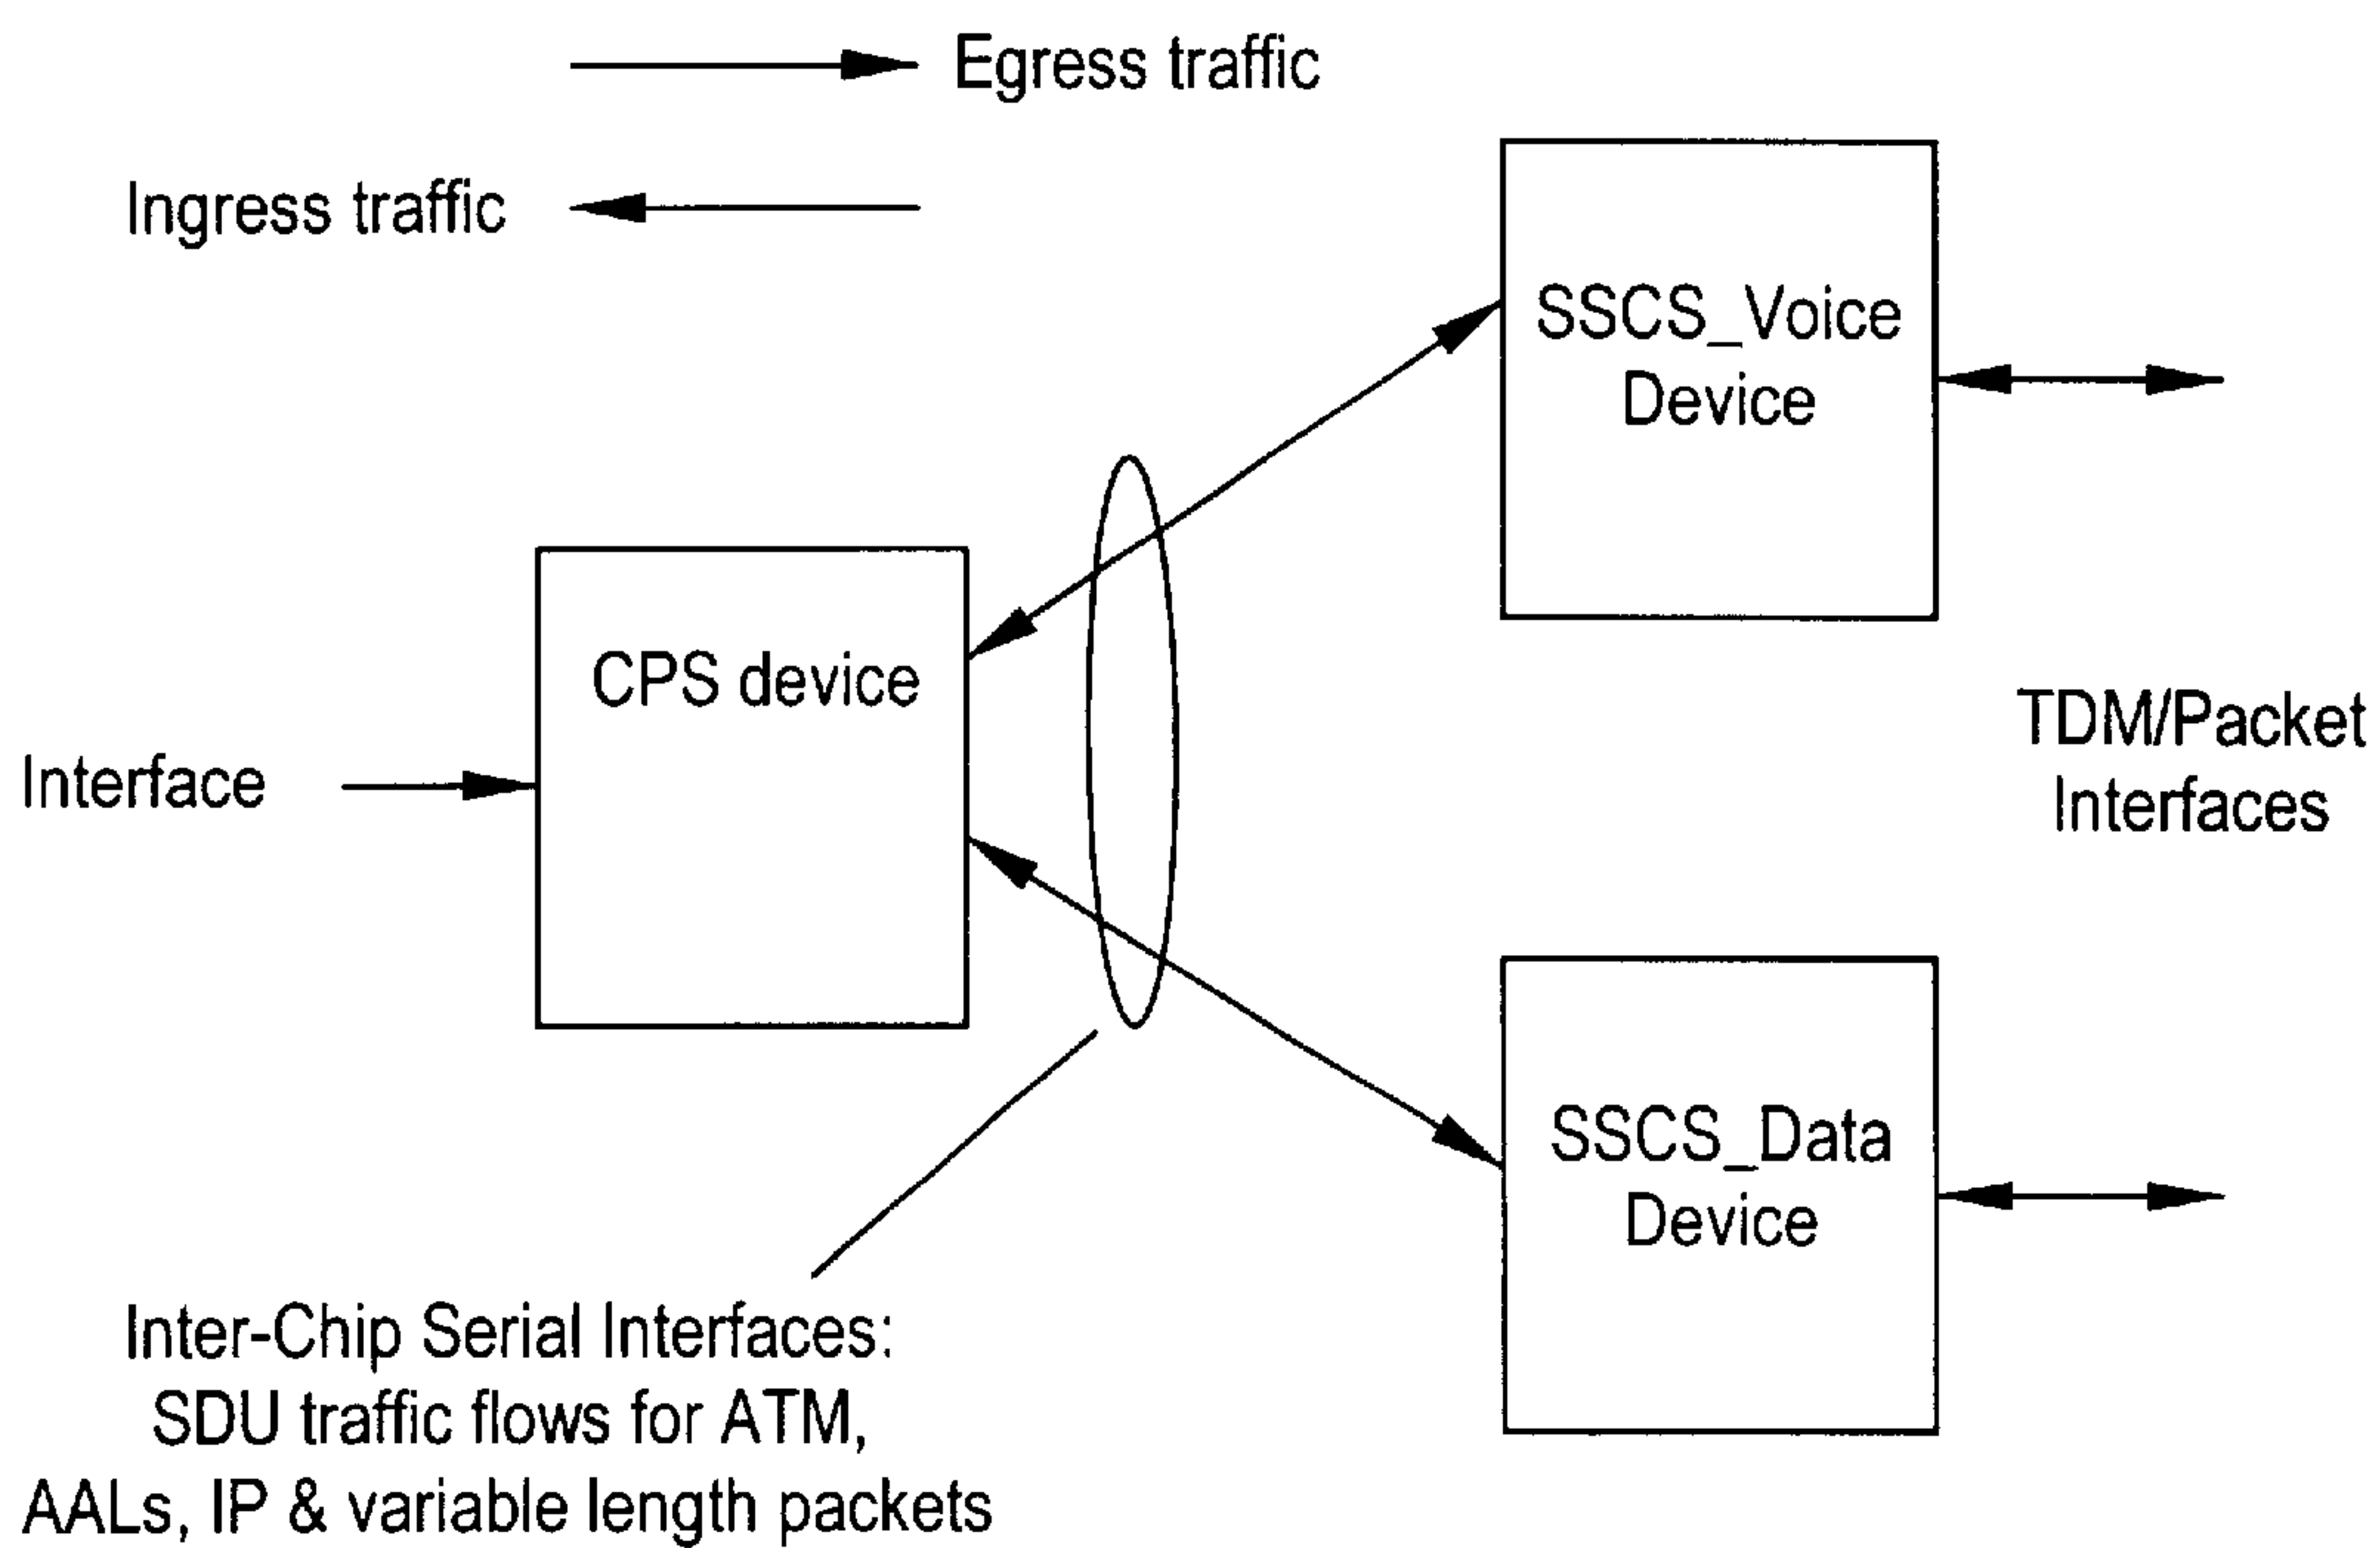 Egress traffic
Ingress traffic
SSCS_Voice
Device
CPS device
Interface
TDM/Packet
Interfaces
SSCS_Data
Device
Inter-Chip Serial Interfaces:
SDU traffic flows for ATM,
AALs, IP & variable length packets